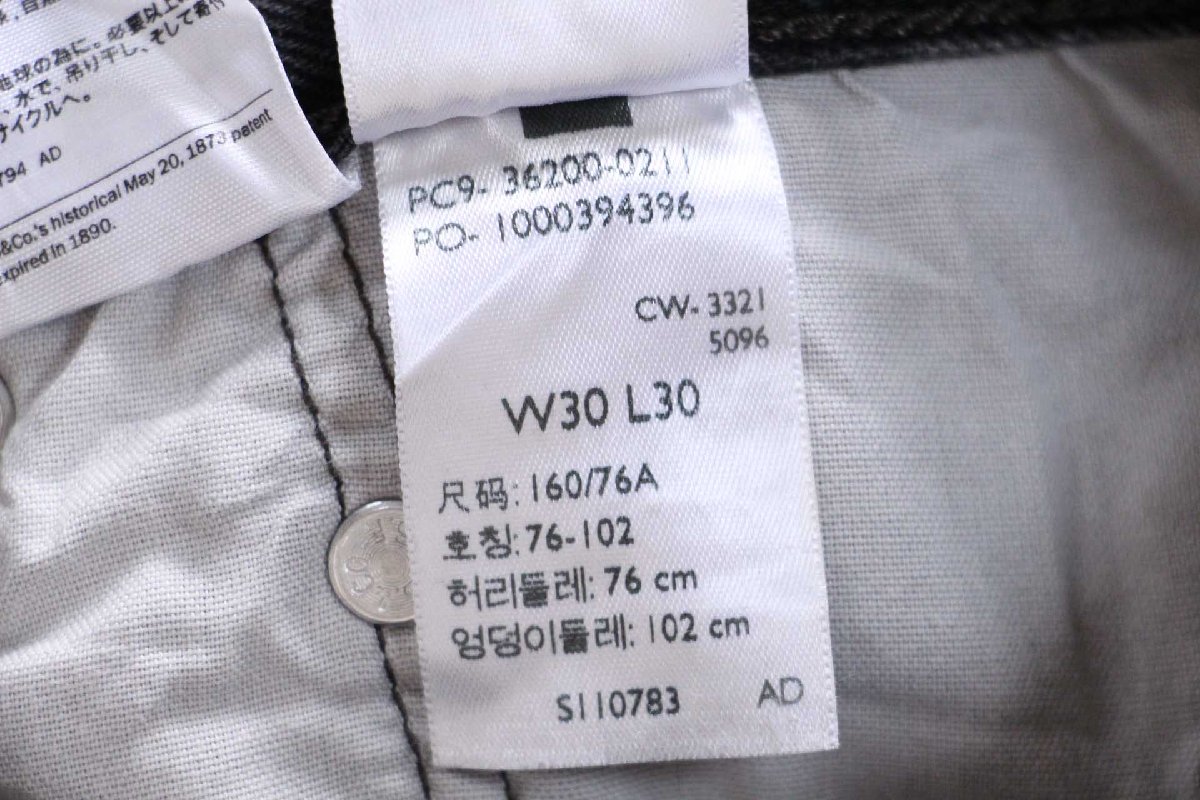 地球の為に。必要以上
水で、吊り干し、そして寄付
サイクルへ。
794 AD
&Co.'s historical May 20, 1873 patent
expired in 1890.
PC9- 36200-0211
PO- 1000394396
CW- 3321
5096
W30 L30
尺码: 160/76A
호칭: 76-102
허리둘레: 76 cm
엉덩이둘레: 102 cm
S110783 AD